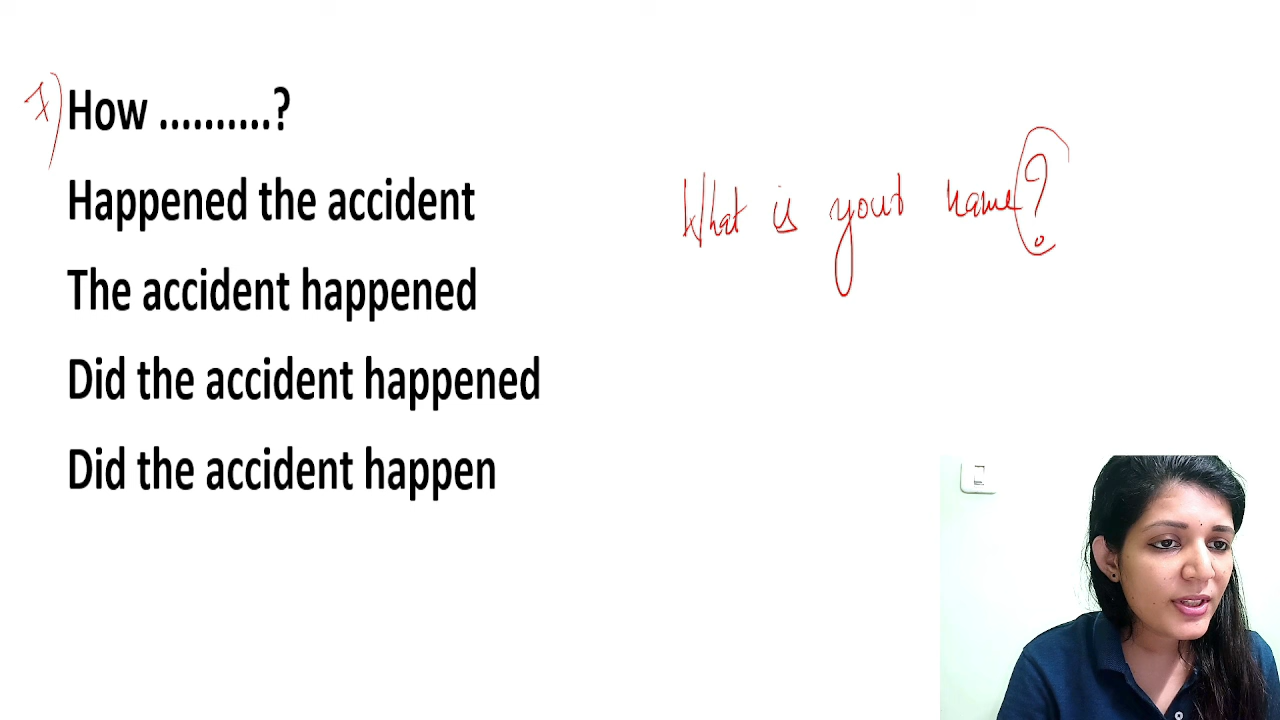 7) How ..........?
Happened the accident
The accident happened
Did the accident happened
Did the accident happen
What is your name?